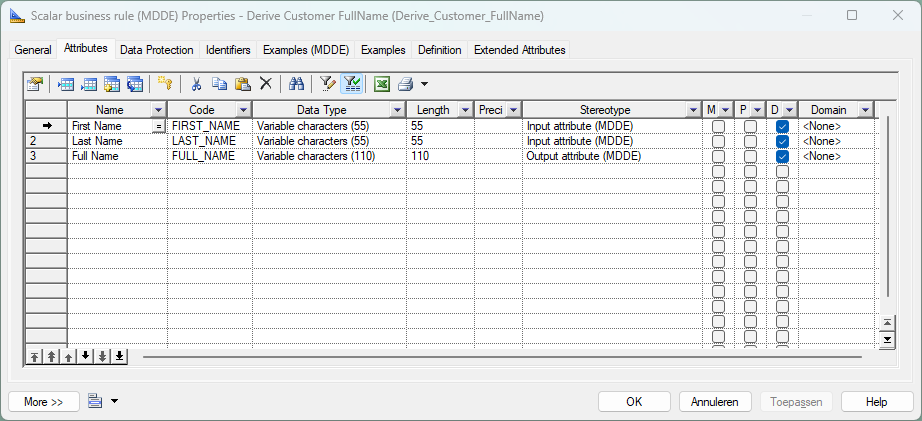 Scalar business rule (MDDE) Properties - Derive Customer FullName (Derive_Customer_FullName)
General Attributes Data Protection Identifiers Examples (MDDE) Examples Definition Extended Attributes
Name Code Data Type Length Preci Stereotype M P D Domain
First Name = FIRST_NAME Variable characters (55) 55 Input attribute (MDDE) <None>
2 Last Name LAST_NAME Variable characters (55) 55 Input attribute (MDDE) <None>
3 Full Name FULL_NAME Variable characters (110) 110 Output attribute (MDDE) <None>
More >> OK Annuleren Toepassen Help